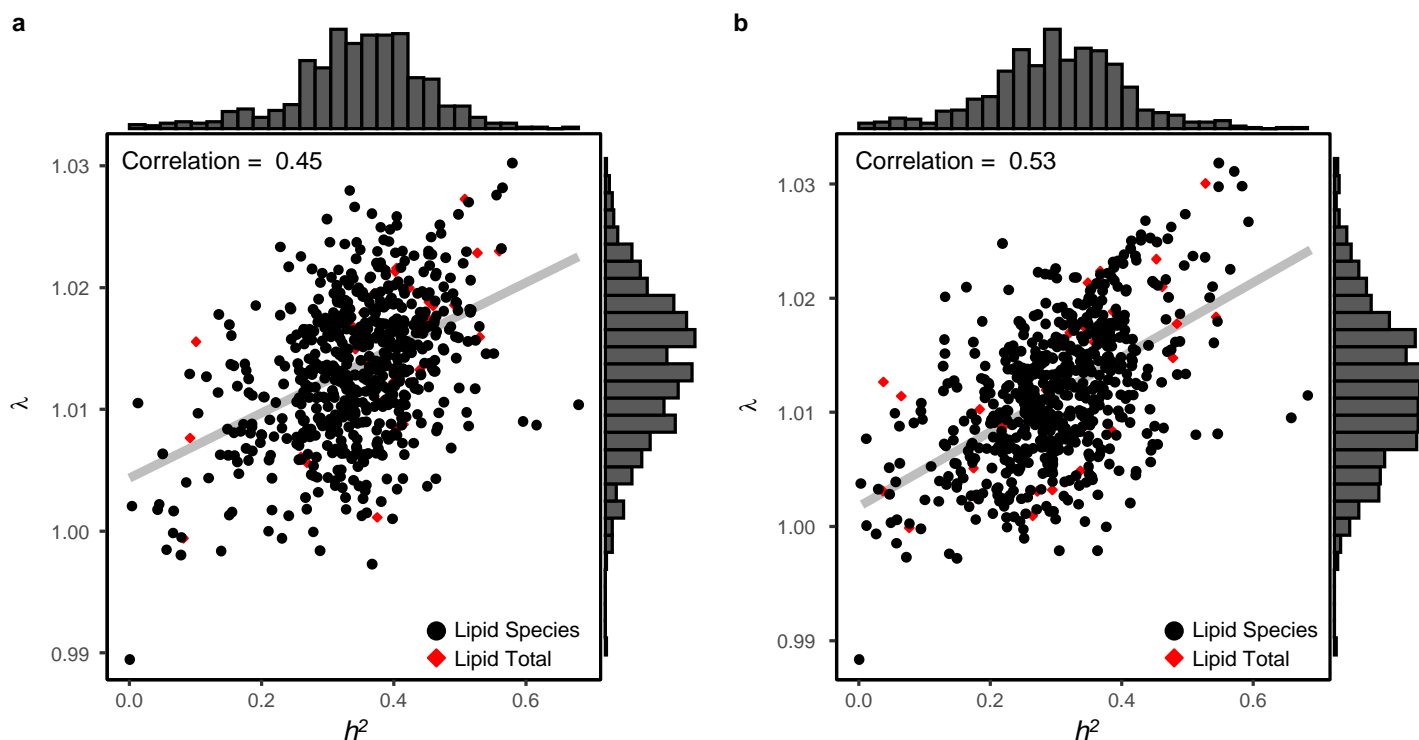 a
Correlation = 0.45
1.03
1.02
1.01
1.00
0.99
λ
Lipid Species
Lipid Total
0.0 0.2 0.4 0.6
h²
b
Correlation = 0.53
1.03
1.02
1.01
1.00
0.99
λ
Lipid Species
Lipid Total
0.0 0.2 0.4 0.6
h²